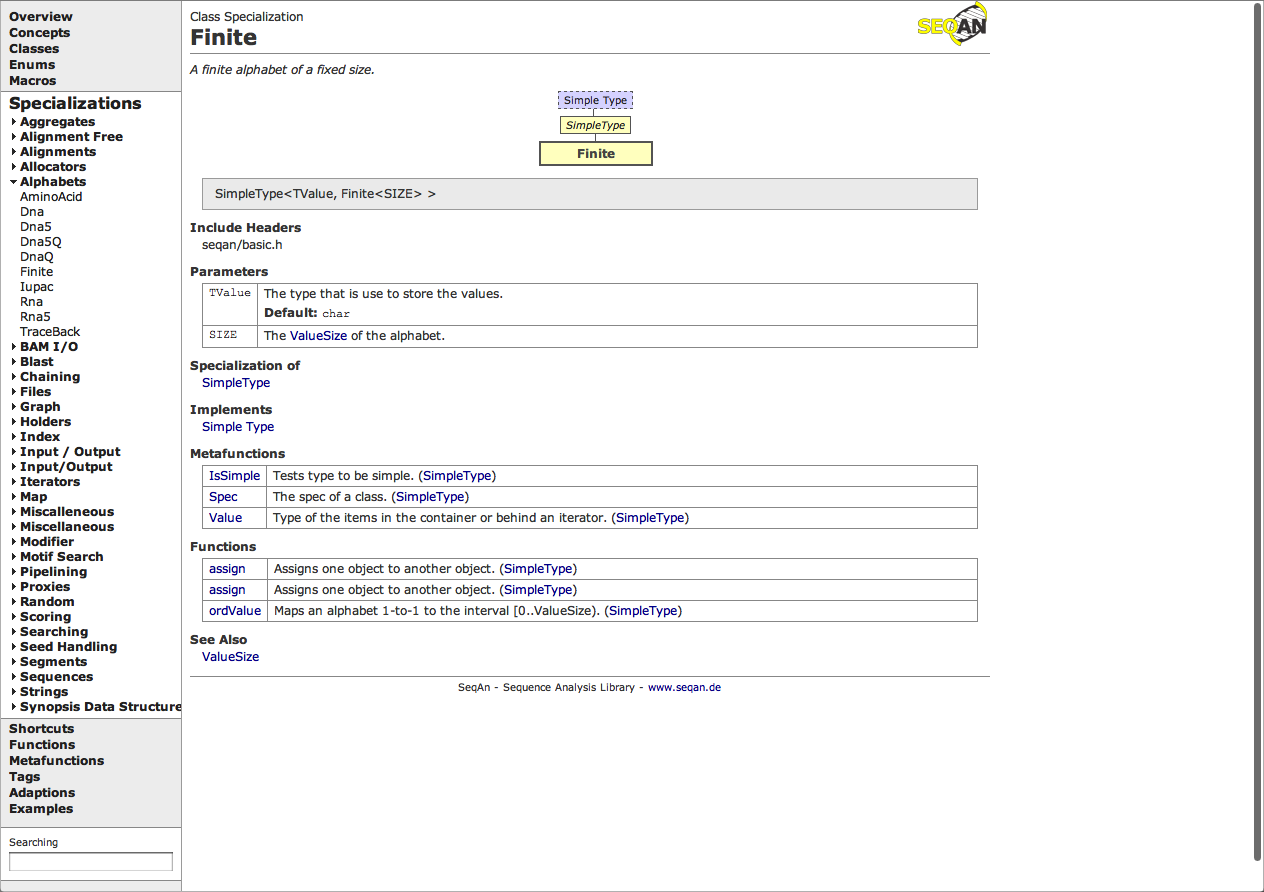 Overview
Concepts
Classes
Enums
Macros
Specializations
Aggregates
Alignment Free
Alignments
Allocators
Alphabets
AminoAcid
Dna
Dna5
Dna5Q
DnaQ
Finite
Iupac
Rna
Rna5
TraceBack
BAM I/O
Blast
Chaining
Files
Graph
Holders
Index
Input / Output
Input/Output
Iterators
Map
Miscalleneous
Miscellaneous
Modifier
Motif Search
Pipelining
Proxies
Random
Scoring
Searching
Seed Handling
Segments
Sequences
Strings
Synopsis Data Structure
Shortcuts
Functions
Metafunctions
Tags
Adaptions
Examples
Searching
Class Specialization
Finite
SEQAN
A finite alphabet of a fixed size.
Simple Type
SimpleType
Finite
SimpleType<TValue, Finite<SIZE> >
Include Headers
seqan/basic.h
Parameters
TValue The type that is use to store the values.
Default: char
SIZE The ValueSize of the alphabet.
Specialization of
SimpleType
Implements
Simple Type
Metafunctions
IsSimple Tests type to be simple. (SimpleType)
Spec The spec of a class. (SimpleType)
Value Type of the items in the container or behind an iterator. (SimpleType)
Functions
assign Assigns one object to another object. (SimpleType)
assign Assigns one object to another object. (SimpleType)
ordValue Maps an alphabet 1-to-1 to the interval [0..ValueSize). (SimpleType)
See Also
ValueSize
SeqAn - Sequence Analysis Library - www.seqan.de